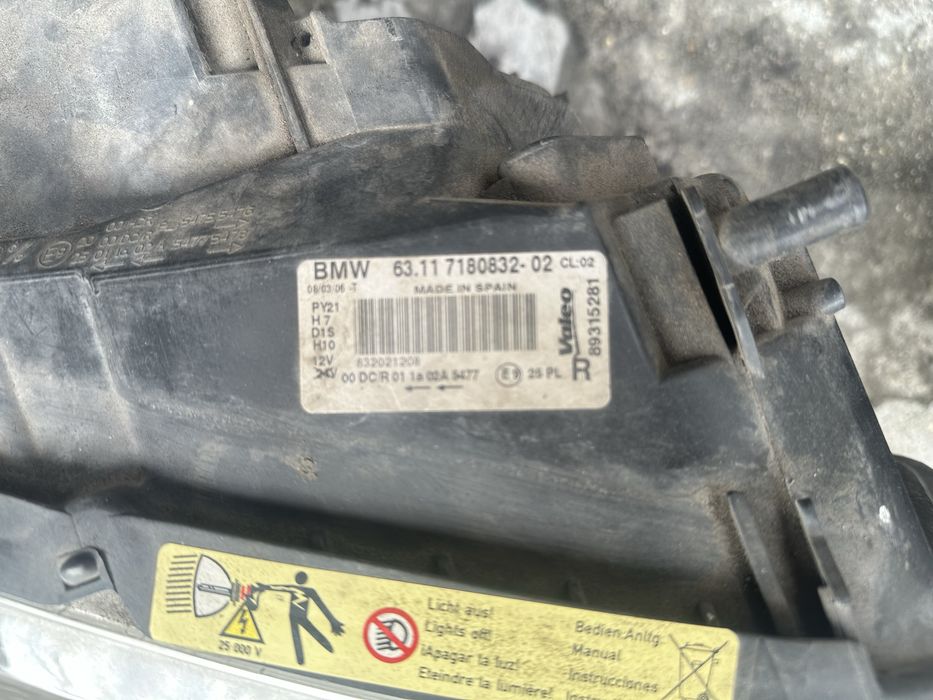 BMW 63.11 7180832-02 CL:02
08/03/06 -T MADE IN SPAIN
PY21
H7
D1S
H10
12V 632021208
00 DC/R 01 1a 02A 5477 E9 25 PL
Valeo
89315281
R
25 000 V
Licht aus!
Lights off!
¡Apagar la luz!
Eteindre la lumière!
Bedien.Anltg.
Manual
Instrucciones